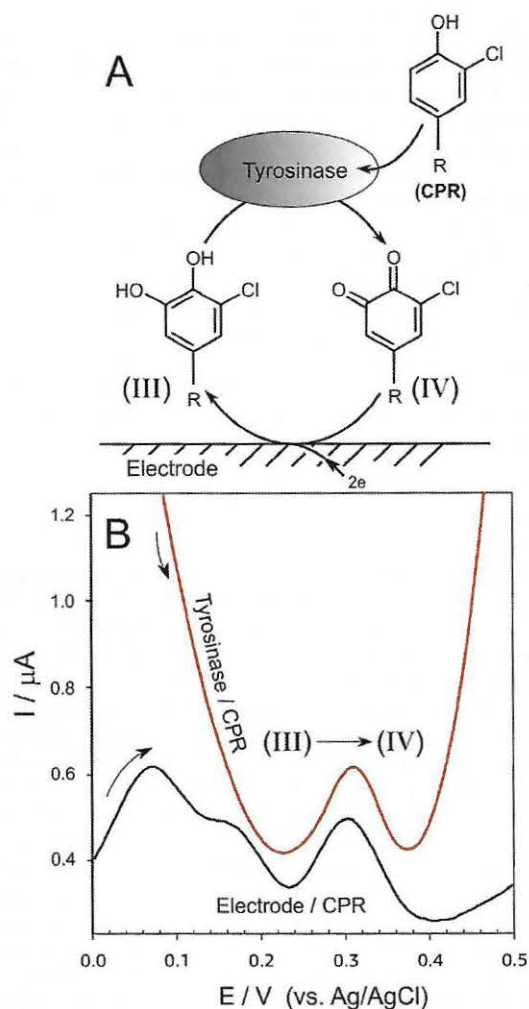 A
OH
Cl
R
(CPR)
Tyrosinase
OH
HO
Cl
(III)
R
O
O
Cl
R
(IV)
Electrode
2e
B
1.2
1.0
0.8
0.6
0.4
I / μA
Tyrosinase / CPR
(III) → (IV)
Electrode / CPR
0.0 0.1 0.2 0.3 0.4 0.5
E / V (vs. Ag/AgCl)